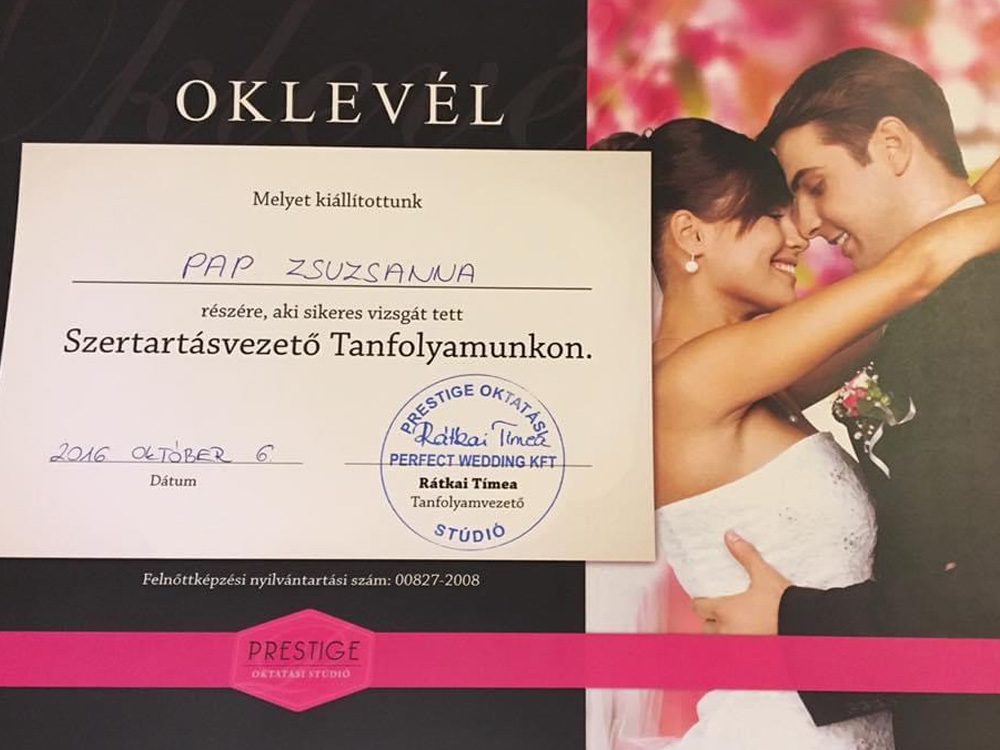 OKLEVÉL
Melyet kiállítottunk
PAP ZSUZSANNA
részére, aki sikeres vizsgát tett
Szertartásvezető Tanfolyamunkon.
2016 OKTÓBER 6.
Dátum
PRESTIGE OKTATÁSI
Rátkai Tímea
PERFECT WEDDING KFT
Rátkai Tímea
Tanfolyamvezető
STÚDIÓ
Felnőttképzési nyilvántartási szám: 00827-2008
PRESTIGE
OKTATÁSI STÚDIÓ